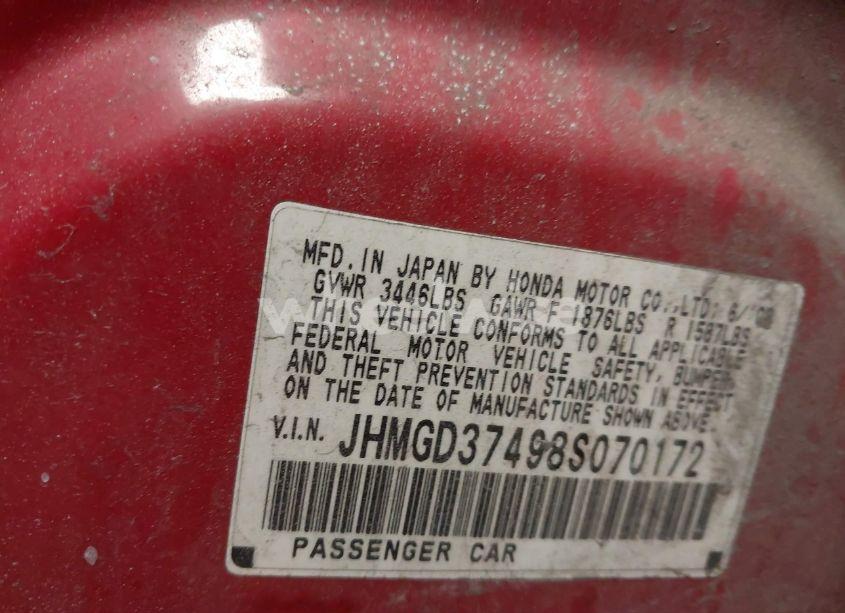 MFD. IN JAPAN BY HONDA MOTOR CO.,LTD; 6/'08
GVWR 3446LBS GAWR F 1876LBS R 1587LBS
THIS VEHICLE CONFORMS TO ALL APPLICABLE
FEDERAL MOTOR VEHICLE SAFETY, BUMPER,
AND THEFT PREVENTION STANDARDS IN EFFECT
ON THE DATE OF MANUFACTURE SHOWN ABOVE.
V.I.N. JHMGD37498S070172
PASSENGER CAR